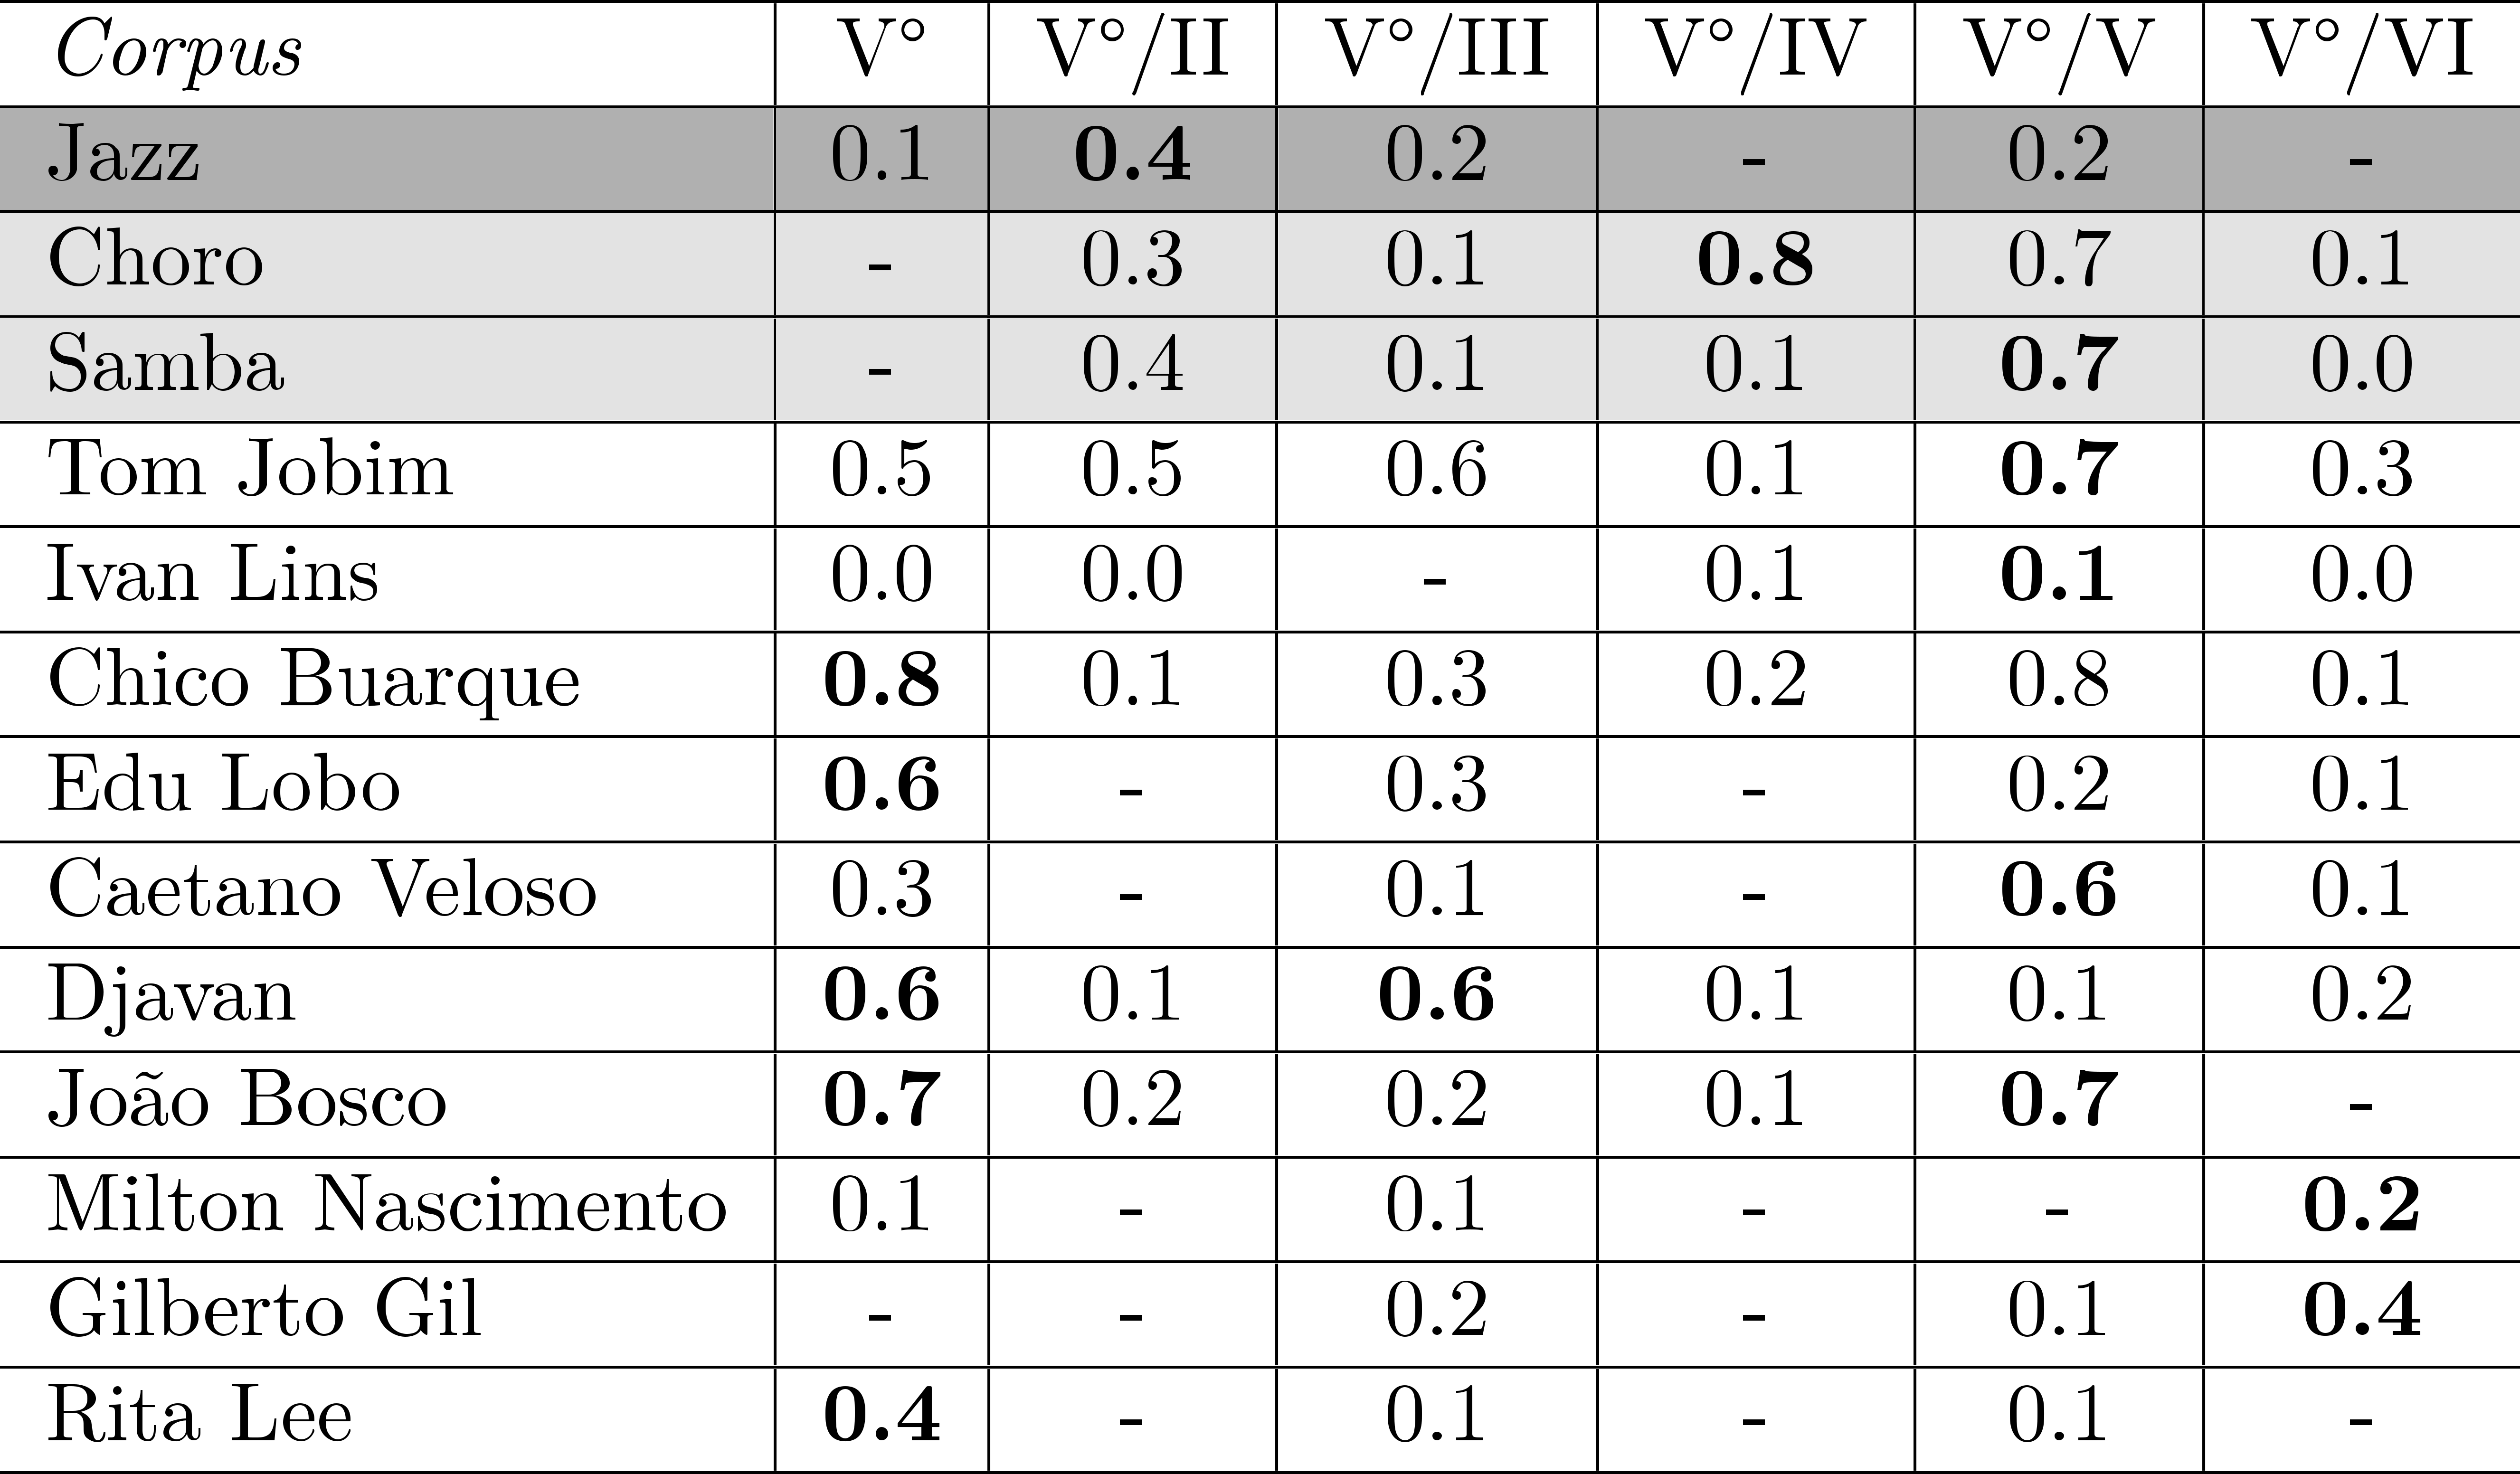 Corpus V° V°/II V°/III V°/IV V°/V V°/VI
Jazz 0.1 0.4 0.2 - 0.2 -
Choro - 0.3 0.1 0.8 0.7 0.1
Samba - 0.4 0.1 0.1 0.7 0.0
Tom Jobim 0.5 0.5 0.6 0.1 0.7 0.3
Ivan Lins 0.0 0.0 - 0.1 0.1 0.0
Chico Buarque 0.8 0.1 0.3 0.2 0.8 0.1
Edu Lobo 0.6 - 0.3 - 0.2 0.1
Caetano Veloso 0.3 - 0.1 - 0.6 0.1
Djavan 0.6 0.1 0.6 0.1 0.1 0.2
João Bosco 0.7 0.2 0.2 0.1 0.7 -
Milton Nascimento 0.1 - 0.1 - - 0.2
Gilberto Gil - - 0.2 - 0.1 0.4
Rita Lee 0.4 - 0.1 - 0.1 -